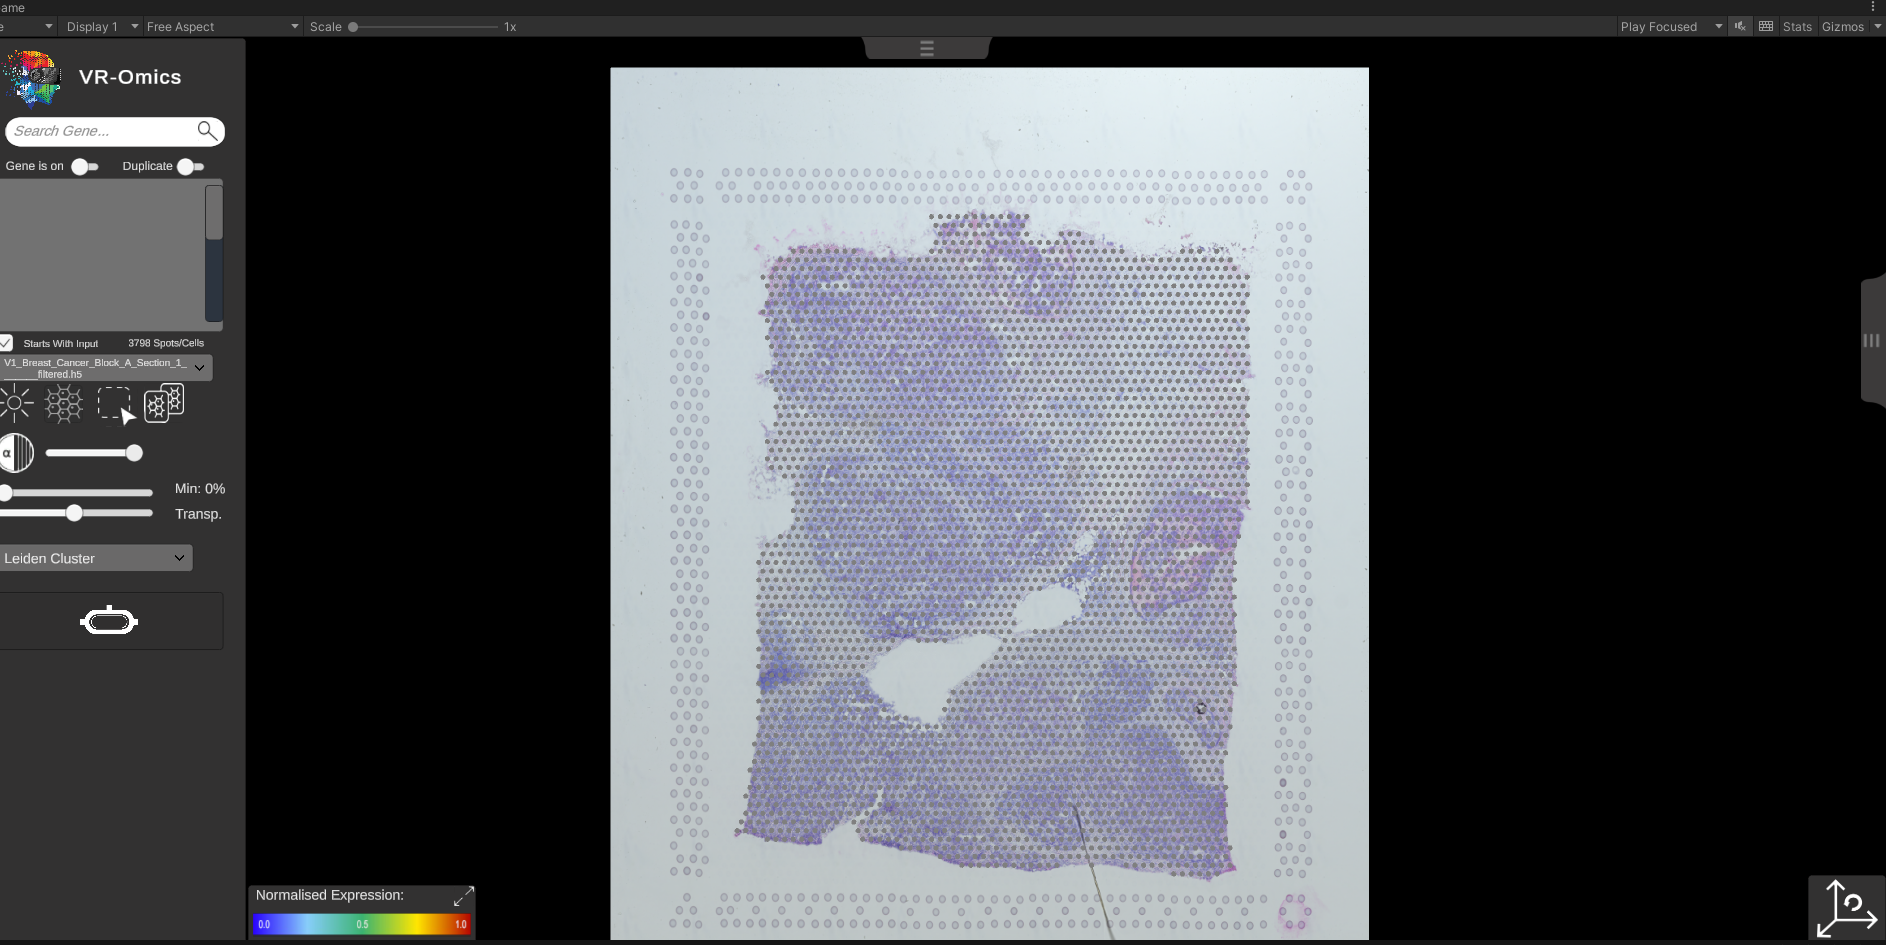 ame
Display 1
Free Aspect
Scale
1x
Play Focused
Stats
Gizmos
VR-Omics
Search Gene...
Gene is on
Duplicate
Starts With Input
3798 Spots/Cells
V1_Breast_Cancer_Block_A_Section_1_
______filtered.h5
α
Min: 0%
Transp.
Leiden Cluster
Normalised Expression:
0.0 0.5 1.0